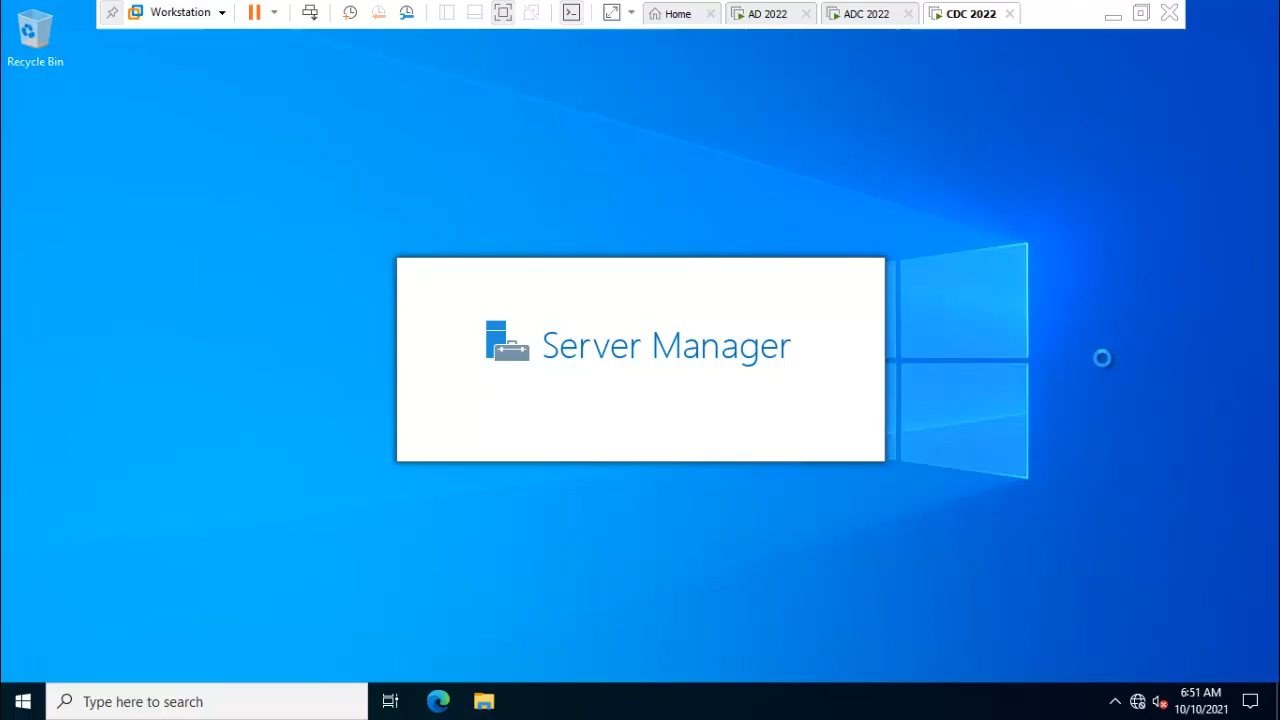 Workstation
Home
AD 2022
ADC 2022
CDC 2022
Recycle Bin
Server Manager
Type here to search
6:51 AM
10/10/2021